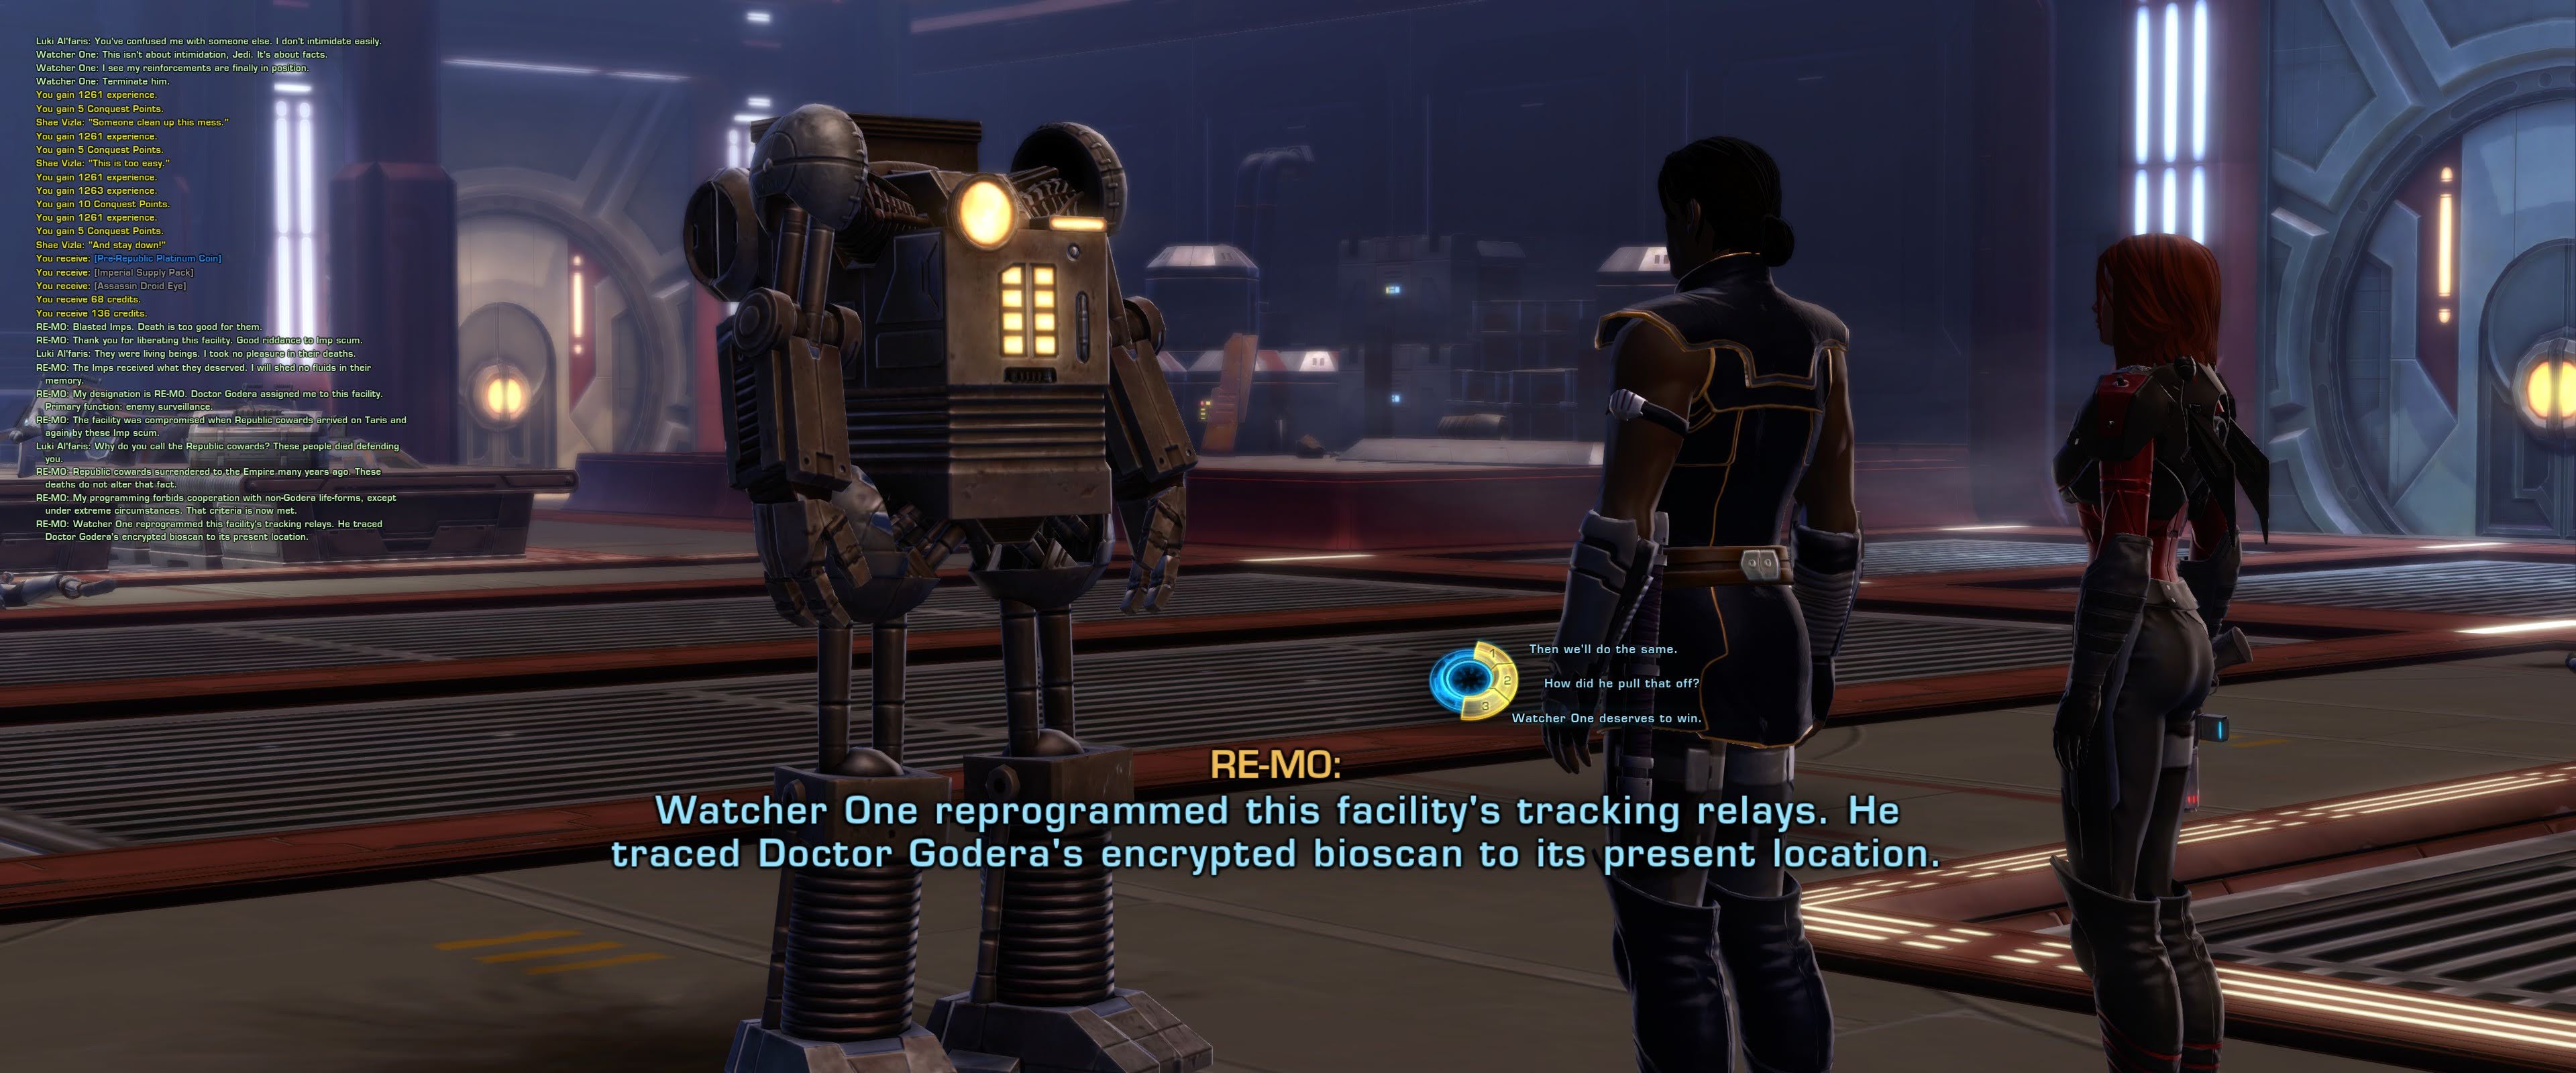 Luki Al'faris: You've confused me with someone else. I don't intimidate easily.
Watcher One: This isn't about intimidation, Jedi. It's about facts.
Watcher One: I see my reinforcements are finally in position.
Watcher One: Terminate him.
You gain 1261 experience.
You gain 5 Conquest Points.
Shae Vizla: "Someone clean up this mess."
You gain 1261 experience.
You gain 5 Conquest Points.
Shae Vizla: "This is too easy."
You gain 1261 experience.
You gain 1263 experience.
You gain 10 Conquest Points.
You gain 1261 experience.
You gain 5 Conquest Points.
Shae Vizla: "And stay down!"
You receive: [Pre-Republic Platinum Coin]
You receive: [Imperial Supply Pack]
You receive: [Assassin Droid Eye]
You receive 68 credits.
You receive 136 credits.
RE-MO: Blasted Imps. Death is too good for them.
RE-MO: Thank you for liberating this facility. Good riddance to Imp scum.
Luki Al'faris: They were living beings. I took no pleasure in their deaths.
RE-MO: The Imps received what they deserved. I will shed no fluids in their
memory.
RE-MO: My designation is RE-MO. Doctor Godera assigned me to this facility.
Primary function: enemy surveillance.
RE-MO: The facility was compromised when Republic cowards arrived on Taris and
again by these Imp scum.
Luki Al'faris: Why do you call the Republic cowards? These people died defending
you.
RE-MO: Republic cowards surrendered to the Empire many years ago. These
deaths do not alter that fact.
RE-MO: My programming forbids cooperation with non-Godera life-forms, except
under extreme circumstances. That criteria is now met.
RE-MO: Watcher One reprogrammed this facility's tracking relays. He traced
Doctor Godera's encrypted bioscan to its present location.
1 Then we'll do the same.
2 How did he pull that off?
3 Watcher One deserves to win.
RE-MO:
Watcher One reprogrammed this facility's tracking relays. He
traced Doctor Godera's encrypted bioscan to its present location.